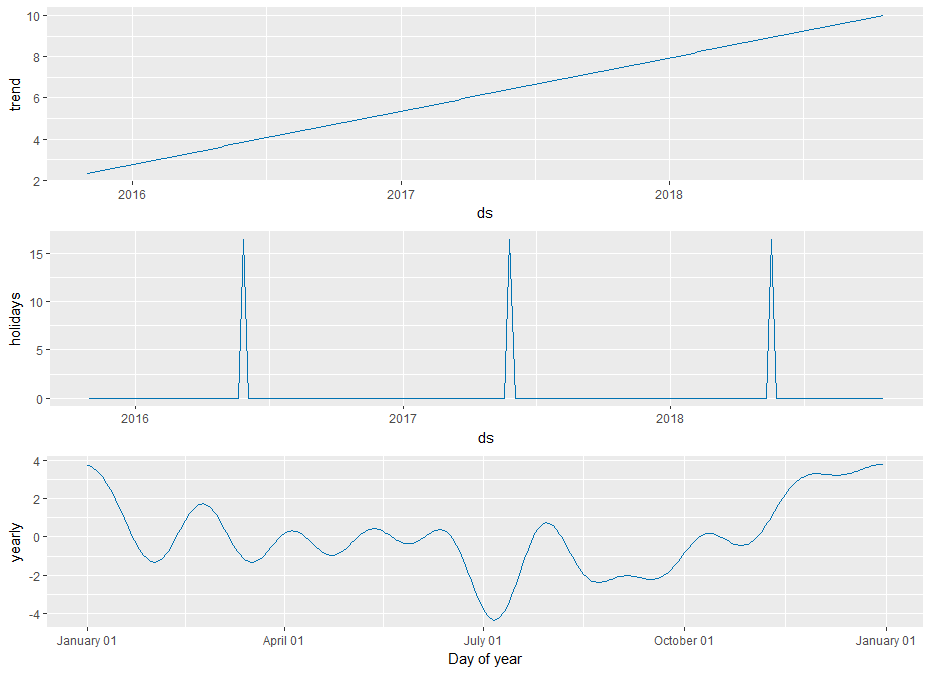 trend
10
8
6
4
2
2016 2017 2018
ds
holidays
15
10
5
0
2016 2017 2018
ds
yearly
4
2
0
-2
-4
January 01 April 01 July 01 October 01 January 01
Day of year